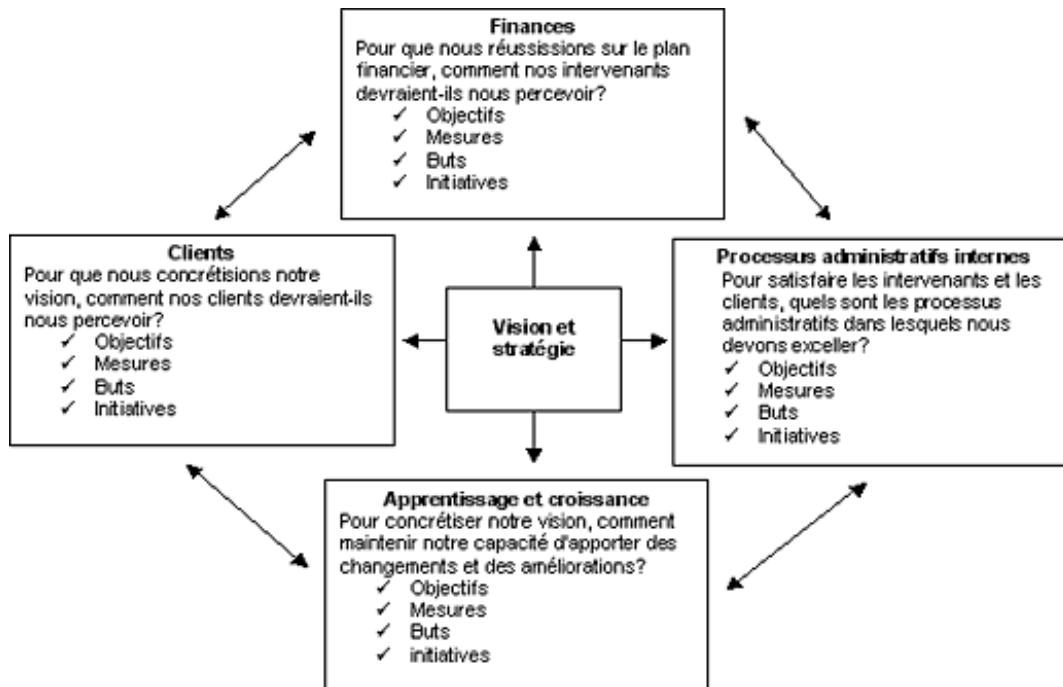 Finances
Pour que nous réussissions sur le plan
financier, comment nos intervenants
devraient-ils nous percevoir?
✓ Objectifs
✓ Mesures
✓ Buts
✓ Initiatives
Clients
Pour que nous concrétisions notre
vision, comment nos clients devraient-ils
nous percevoir?
✓ Objectifs
✓ Mesures
✓ Buts
✓ Initiatives
Vision et
stratégie
Processus administratifs internes
Pour satisfaire les intervenants et les
clients, quels sont les processus
administratifs dans lesquels nous
devons exceller?
✓ Objectifs
✓ Mesures
✓ Buts
✓ Initiatives
Apprentissage et croissance
Pour concrétiser notre vision, comment
maintenir notre capacité d'apporter des
changements et des améliorations?
✓ Objectifs
✓ Mesures
✓ Buts
✓ initiatives